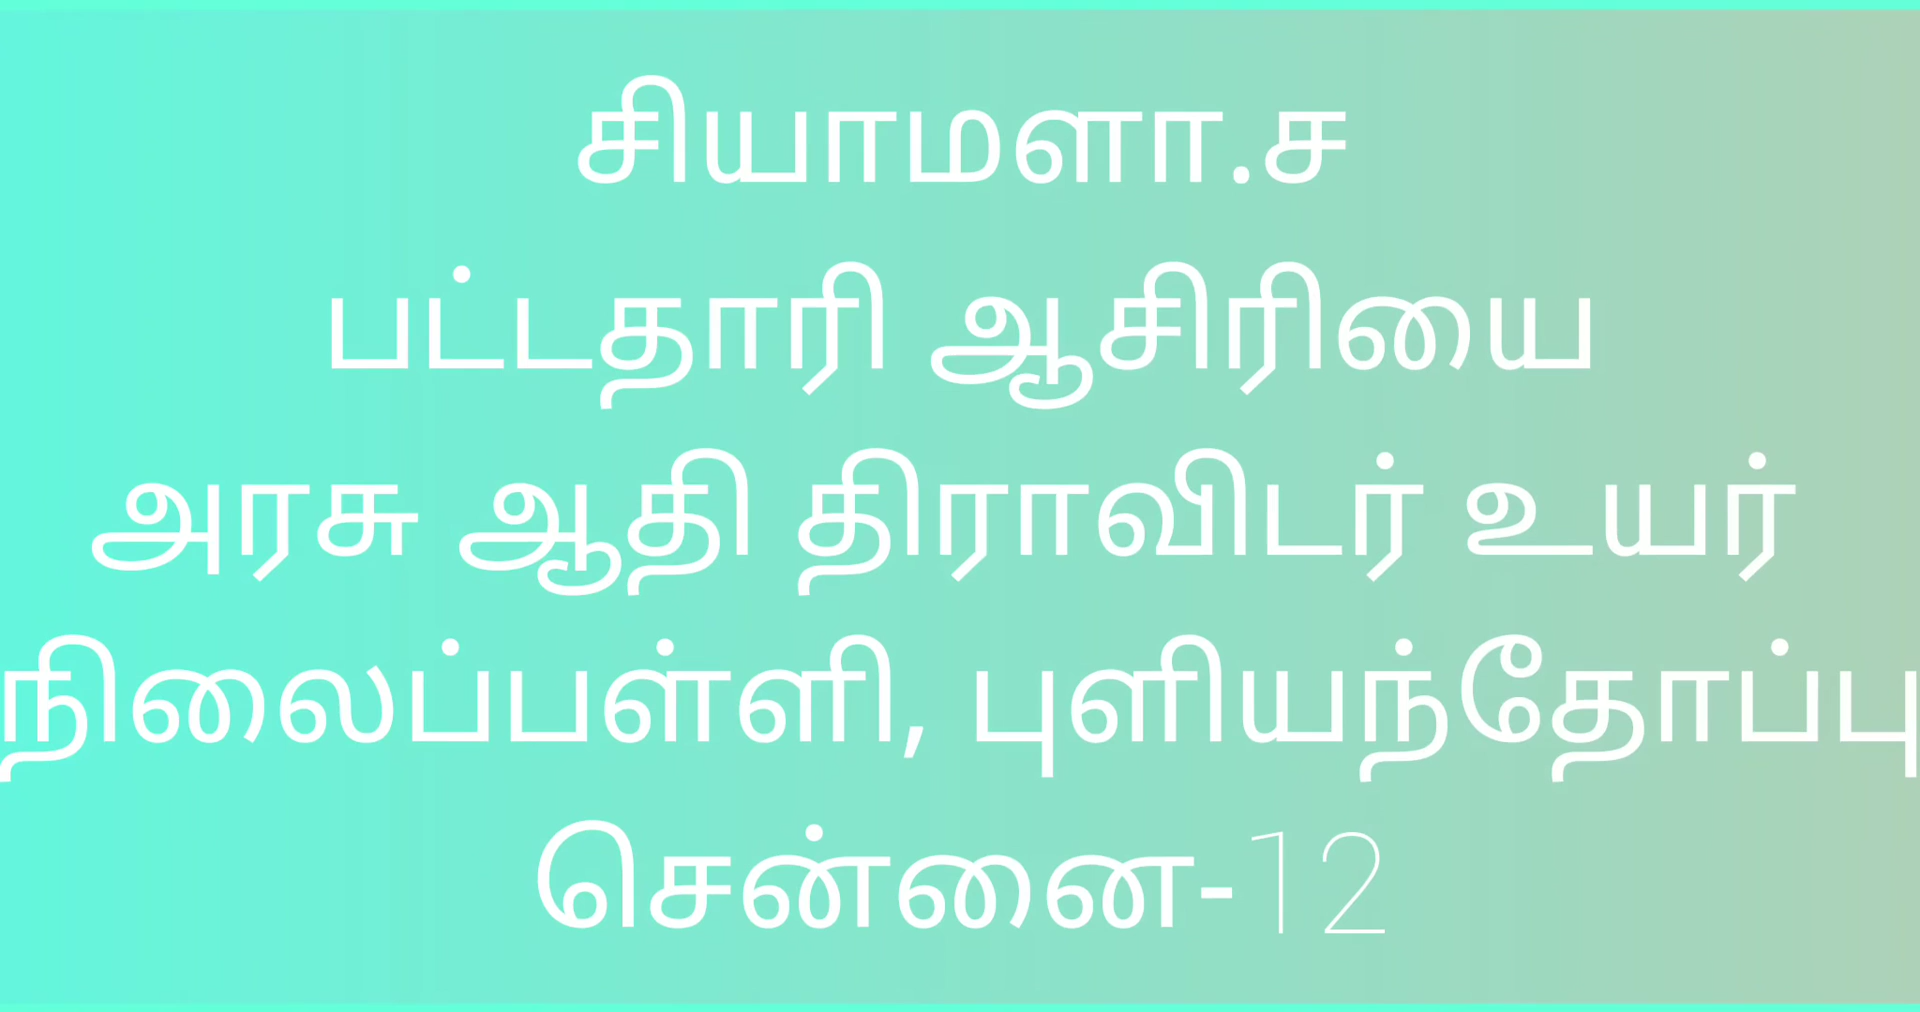 சியாமளா.ச
பட்டதாரி ஆசிரியை
அரசு ஆதி திராவிடர் உயர்
நிலைப்பள்ளி, புளியந்தோப்பு
சென்னை-12